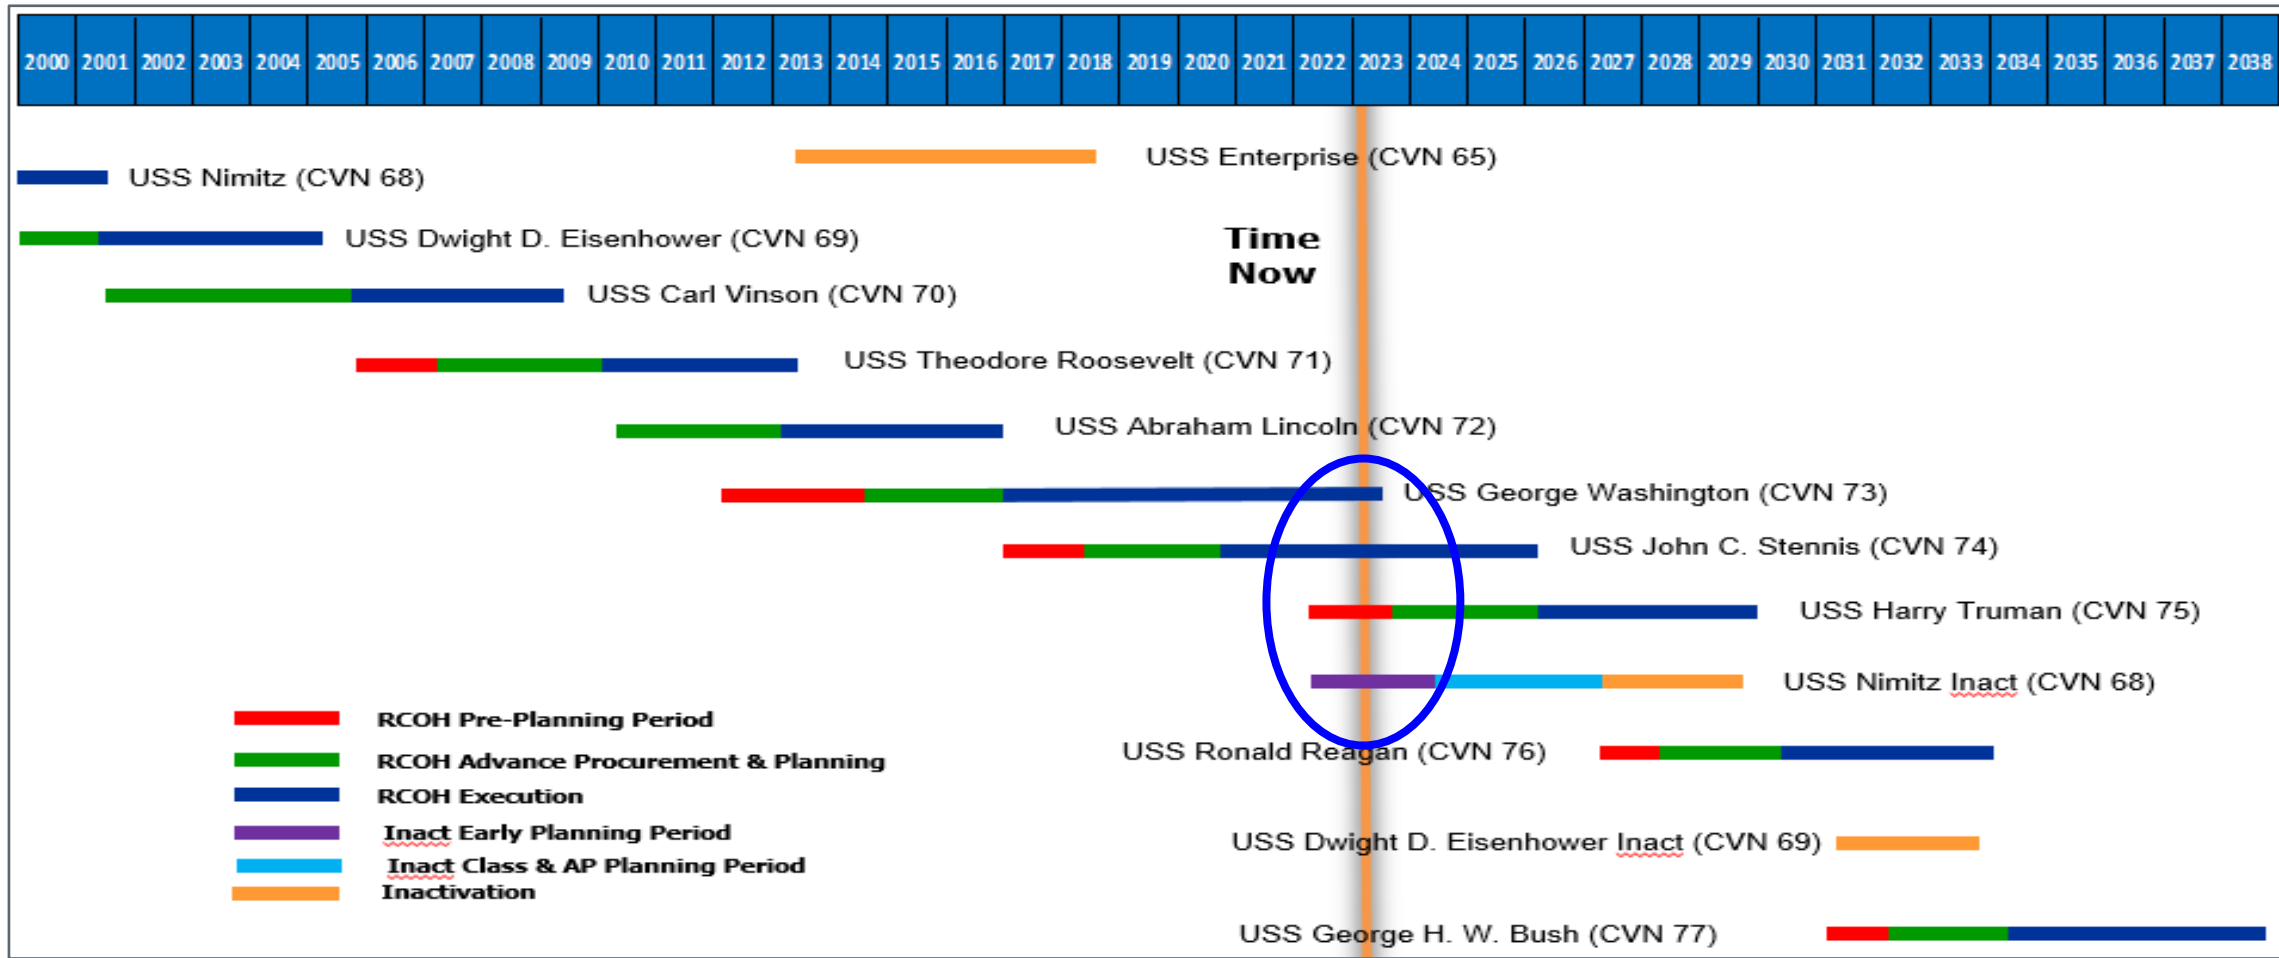 2000 2001 2002 2003 2004 2005 2006 2007 2008 2009 2010 2011 2012 2013 2014 2015 2016 2017 2018 2019 2020 2021 2022 2023 2024 2025 2026 2027 2028 2029 2030 2031 2032 2033 2034 2035 2036 2037 2038
USS Enterprise (CVN 65)
USS Nimitz (CVN 68)
USS Dwight D. Eisenhower (CVN 69)
Time
Now
USS Carl Vinson (CVN 70)
USS Theodore Roosevelt (CVN 71)
USS Abraham Lincoln (CVN 72)
USS George Washington (CVN 73)
USS John C. Stennis (CVN 74)
USS Harry Truman (CVN 75)
USS Nimitz Inact (CVN 68)
USS Ronald Reagan (CVN 76)
USS Dwight D. Eisenhower Inact (CVN 69)
USS George H. W. Bush (CVN 77)
RCOH Pre-Planning Period
RCOH Advance Procurement & Planning
RCOH Execution
Inact Early Planning Period
Inact Class & AP Planning Period
Inactivation